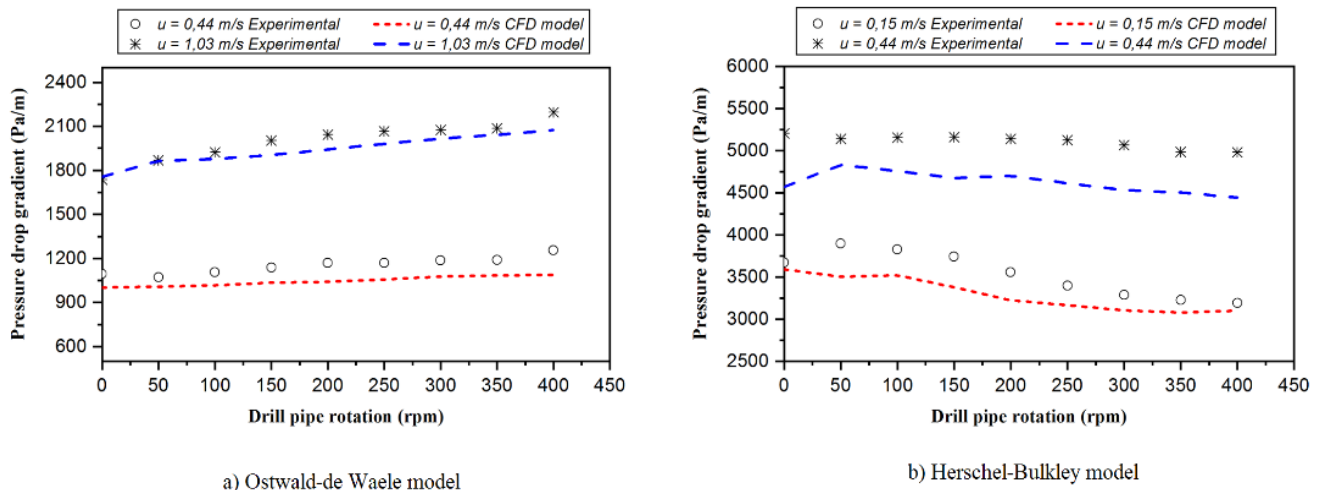 u = 0,44 m/s Experimental
u = 0,44 m/s CFD model
u = 1,03 m/s Experimental
u = 1,03 m/s CFD model
2400
2100
1800
1500
1200
900
600
Pressure drop gradient (Pa/m)
0 50 100 150 200 250 300 350 400 450
Drill pipe rotation (rpm)
a) Ostwald-de Waele model
u = 0,15 m/s Experimental
u = 0,15 m/s CFD model
u = 0,44 m/s Experimental
u = 0,44 m/s CFD model
6000
5500
5000
4500
4000
3500
3000
2500
Pressure drop gradient (Pa/m)
0 50 100 150 200 250 300 350 400 450
Drill pipe rotation (rpm)
b) Herschel-Bulkley model